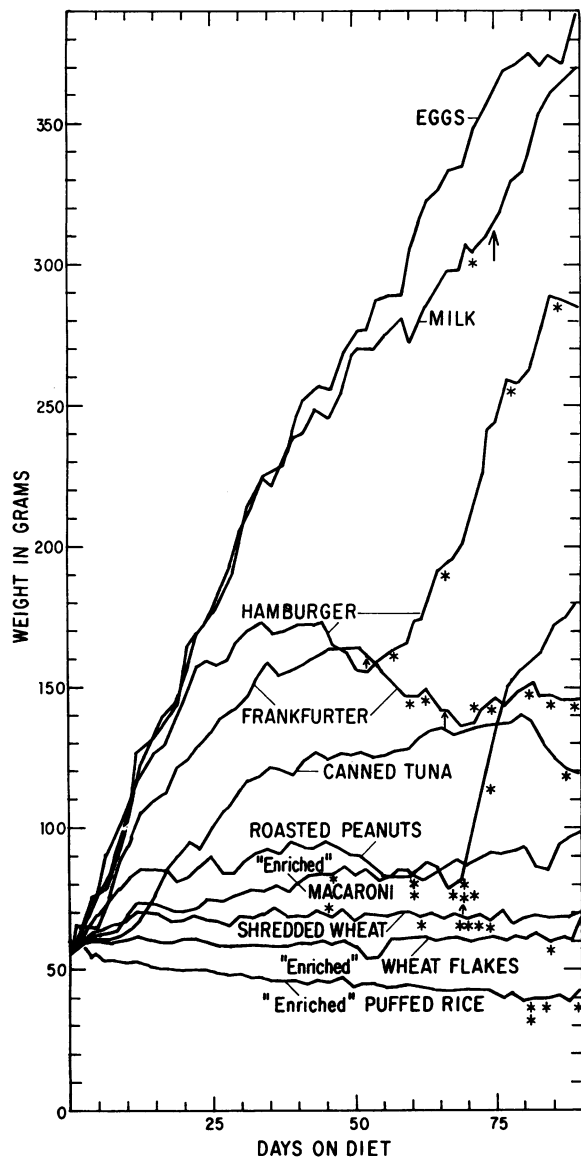 350
EGGS
300
MILK
250
WEIGHT IN GRAMS
200
HAMBURGER
150
FRANKFURTER
CANNED TUNA
100
ROASTED PEANUTS
"Enriched"
MACARONI
SHREDDED WHEAT
50
"Enriched" WHEAT FLAKES
"Enriched" PUFFED RICE
0
25 50 75
DAYS ON DIET